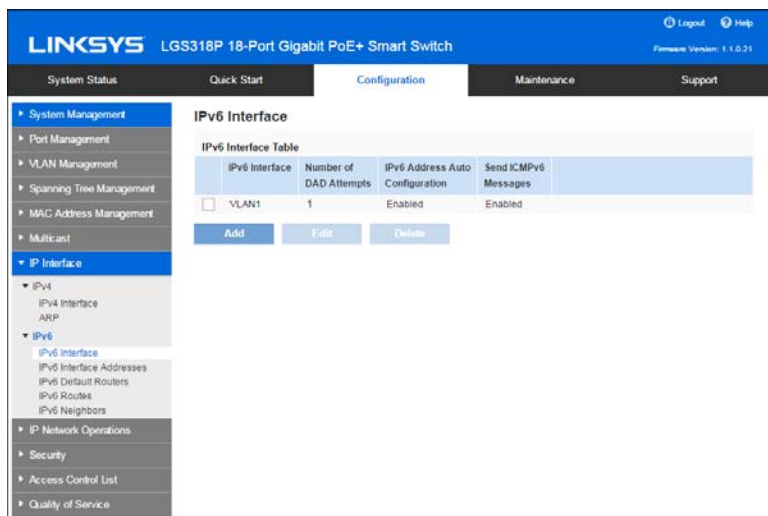 Logout Help
LINKSYS LGS318P 18-Port Gigabit PoE+ Smart Switch
Firmware Version: 1.1.0.21
System Status Quick Start Configuration Maintenance Support
System Management
Port Management
VLAN Management
Spanning Tree Management
MAC Address Management
Multicast
IP Interface
IPv4
IPv4 Interface
ARP
IPv6
IPv6 Interface
IPv6 Interface Addresses
IPv6 Default Routers
IPv6 Routes
IPv6 Neighbors
IP Network Operations
Security
Access Control List
Quality of Service
IPv6 Interface
IPv6 Interface Table
IPv6 Interface Number of DAD Attempts IPv6 Address Auto Configuration Send ICMPv6 Messages
VLAN1 1 Enabled Enabled
Add Edit Delete